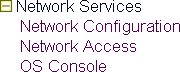 Network Services
Network Configuration
Network Access
OS Console